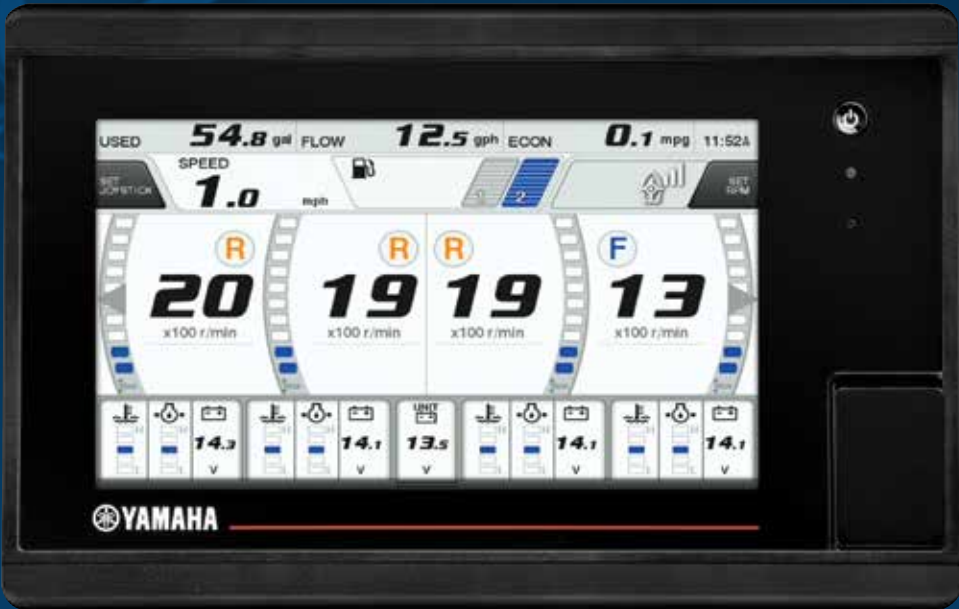 USED 54.8 gal FLOW 12.5 gph ECON 0.1 mpg 11:52A
SET JOYSTICK SPEED 1.0 mph 1 2 SET RPM
R R R F
20 19 19 13
x100 r/min x100 r/min x100 r/min x100 r/min
UNIT
14.3 14.1 13.5 14.1 14.1
V V V V V
YAMAHA